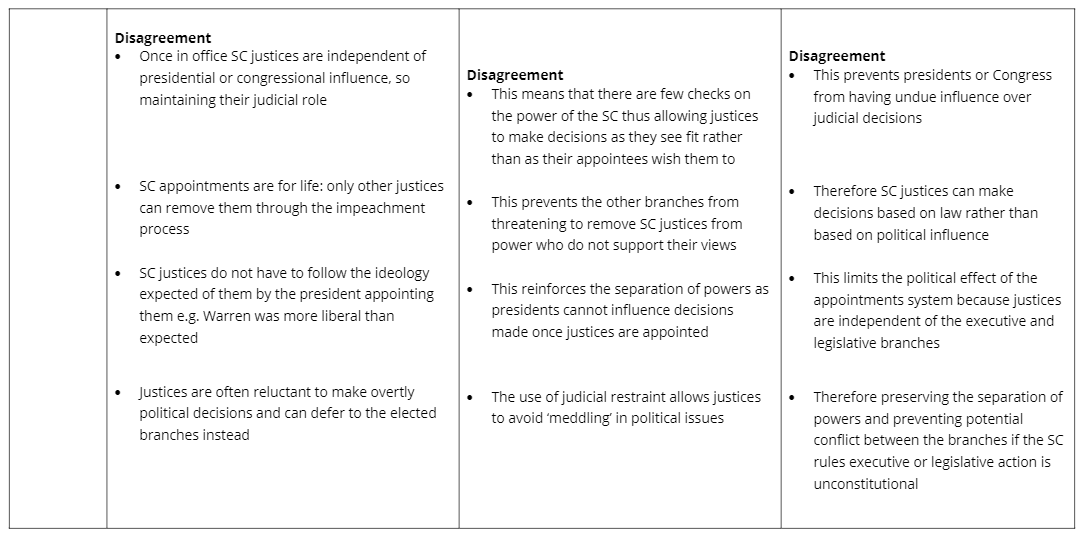 Disagreement
• Once in office SC justices are independent of
presidential or congressional influence, so
maintaining their judicial role
• SC appointments are for life: only other justices
can remove them through the impeachment
process
• SC justices do not have to follow the ideology
expected of them by the president appointing
them e.g. Warren was more liberal than
expected
• Justices are often reluctant to make overtly
political decisions and can defer to the elected
branches instead
Disagreement
• This means that there are few checks on
the power of the SC thus allowing justices
to make decisions as they see fit rather
than as their appointees wish them to
• This prevents the other branches from
threatening to remove SC justices from
power who do not support their views
• This reinforces the separation of powers as
presidents cannot influence decisions
made once justices are appointed
• The use of judicial restraint allows justices
to avoid ‘meddling’ in political issues
Disagreement
• This prevents presidents or Congress
from having undue influence over
judicial decisions
• Therefore SC justices can make
decisions based on law rather than
based on political influence
• This limits the political effect of the
appointments system because justices
are independent of the executive and
legislative branches
• Therefore preserving the separation of
powers and preventing potential
conflict between the branches if the SC
rules executive or legislative action is
unconstitutional